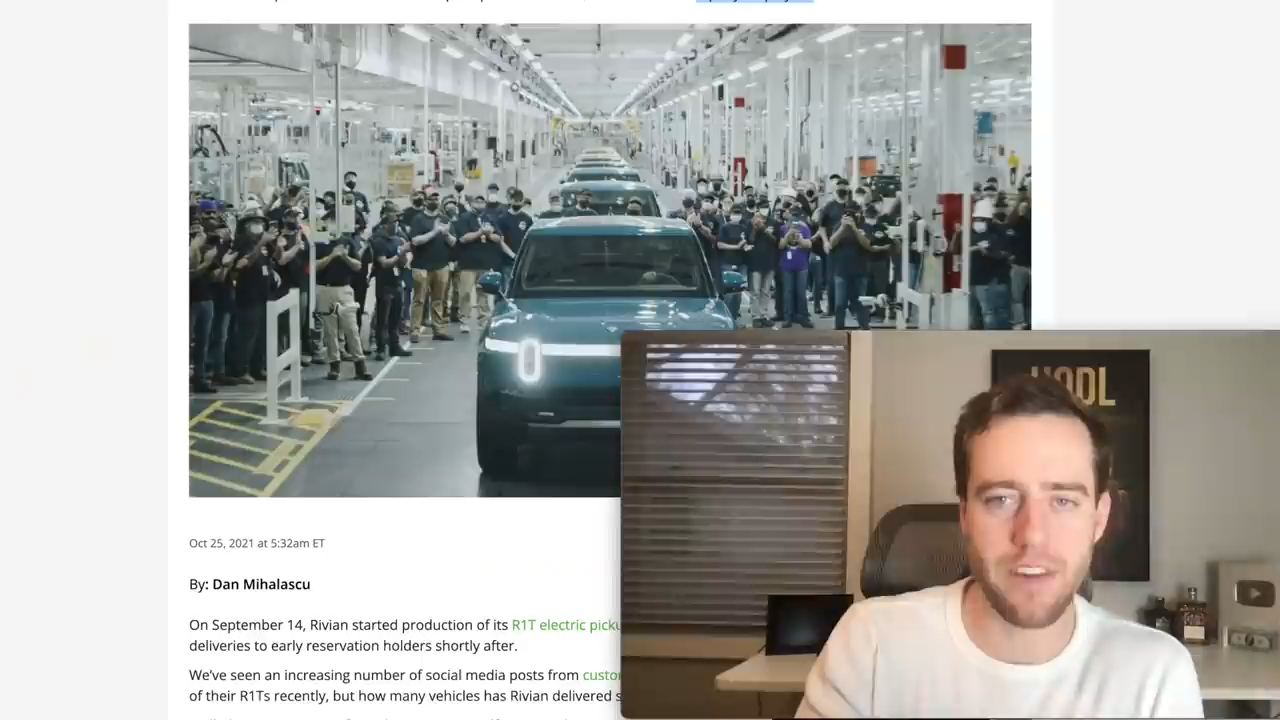 Oct 25, 2021 at 5:32am ET
By: Dan Mihalascu
On September 14, Rivian started production of its R1T electric
deliveries to early reservation holders shortly after.
We've seen an increasing number of social media posts from
of their R1Ts recently, but how many vehicles has Rivian delivered
HODL